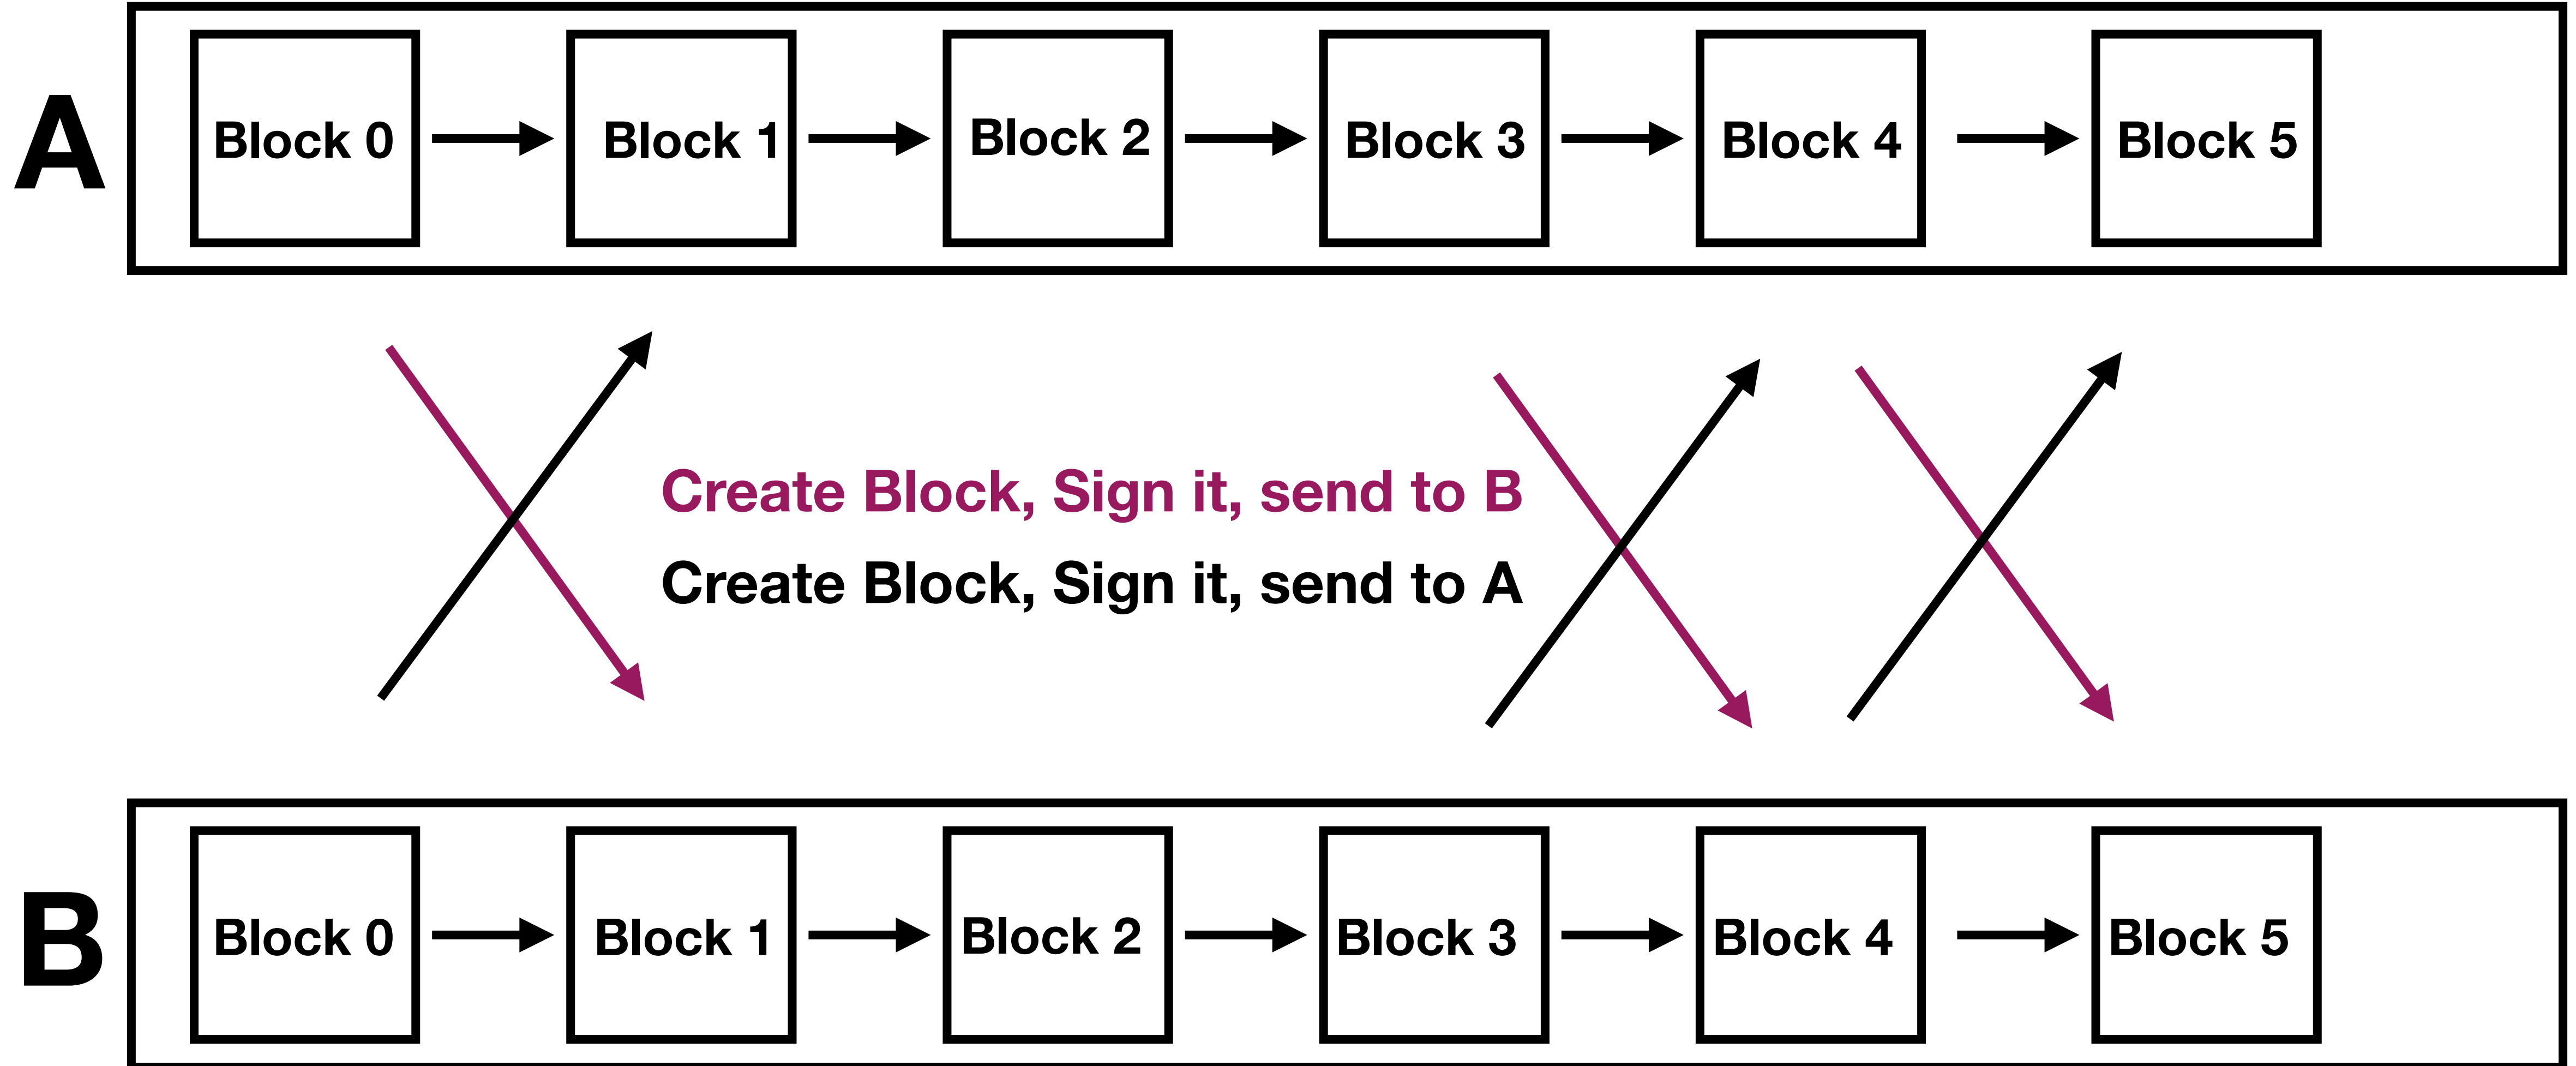 A
Block 0
Block 1
Block 2
Block 3
Block 4
Block 5
Create Block, Sign it, send to B
Create Block, Sign it, send to A
B
Block 0
Block 1
Block 2
Block 3
Block 4
Block 5